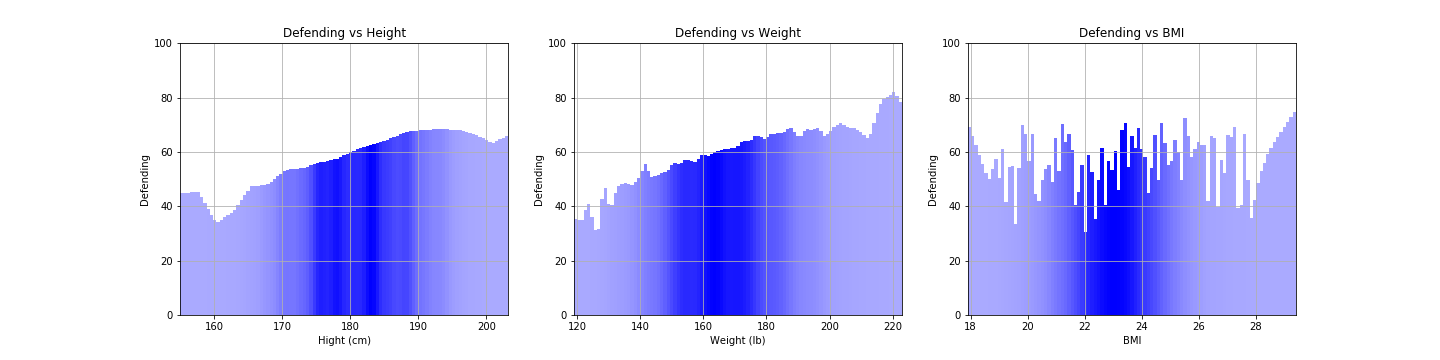 Defending vs Height
Defending
100
80
60
40
20
0
160 170 180 190 200
Hight (cm)
Defending vs Weight
Defending
100
80
60
40
20
0
120 140 160 180 200 220
Weight (lb)
Defending vs BMI
Defending
100
80
60
40
20
0
18 20 22 24 26 28
BMI